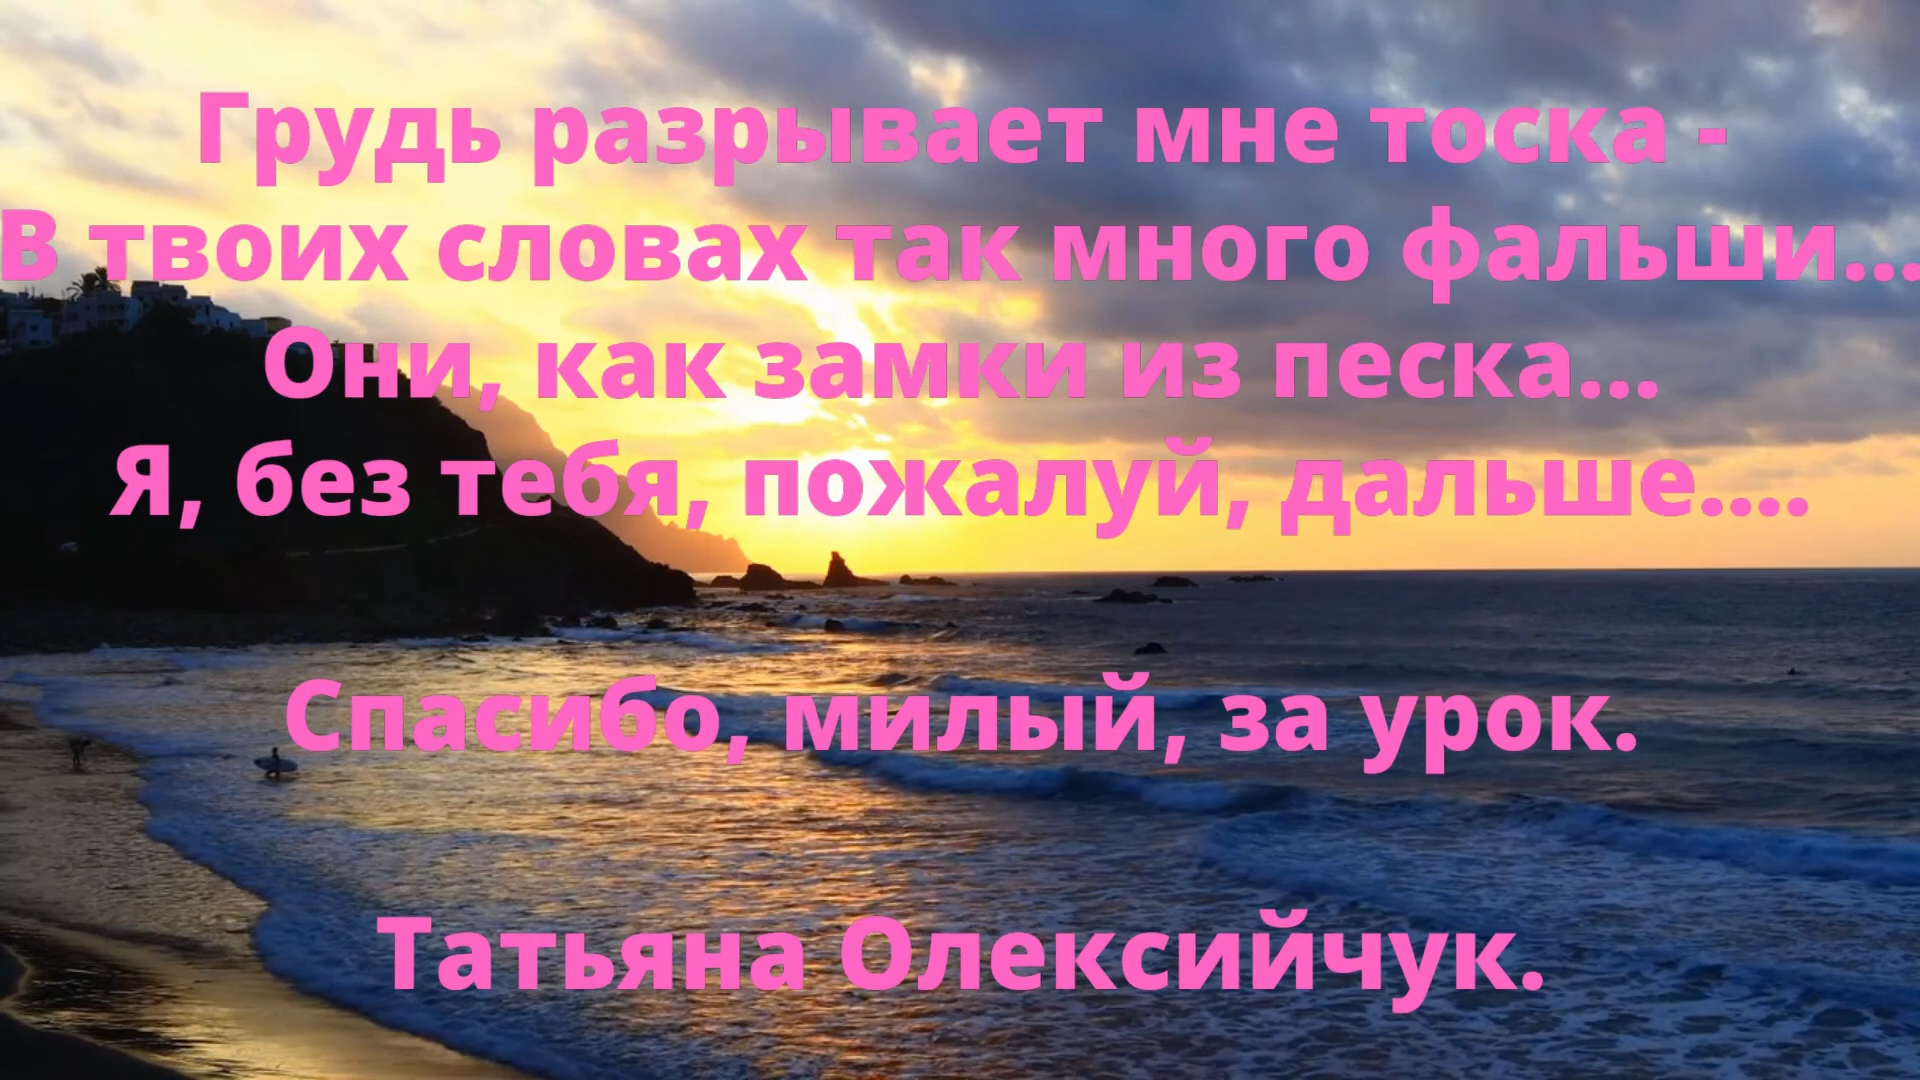 Грудь разрывает мне тоска -
В твоих словах так много фальши...
Они, как замки из песка...
Я, без тебя, пожалуй, дальше....
Спасибо, милый, за урок.
Татьяна Олексийчук.